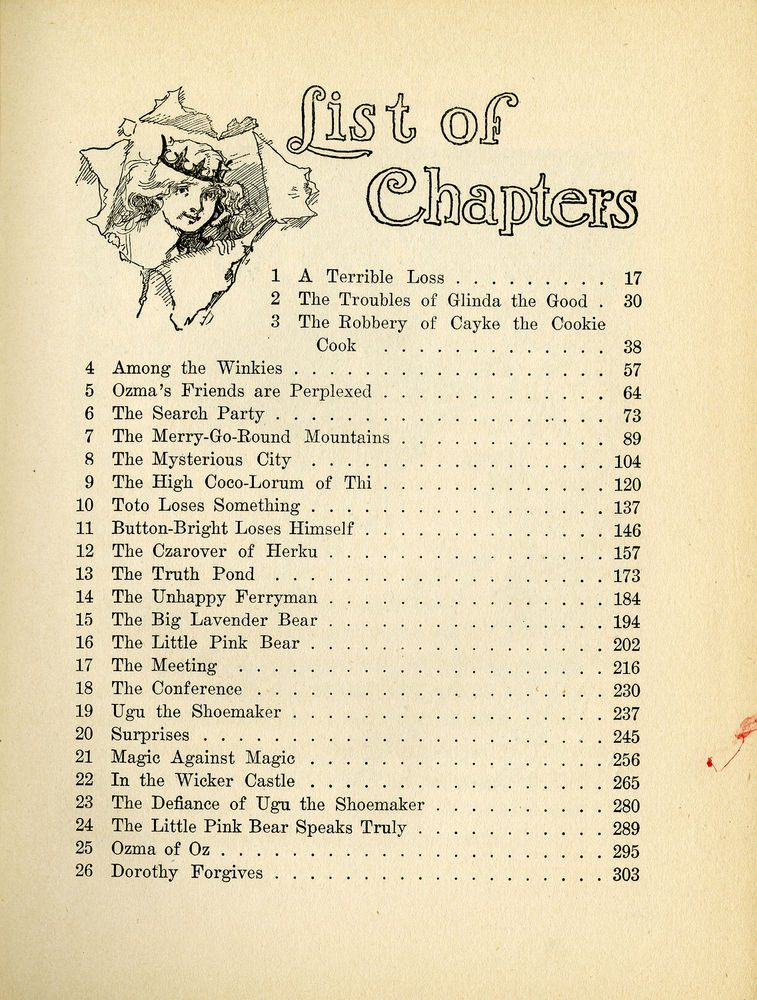 List of
Chapters
1 A Terrible Loss . . . . . . . . . 17
2 The Troubles of Glinda the Good . 30
3 The Robbery of Cayke the Cookie
Cook . . . . . . . . . . . . . 38
4 Among the Winkies . . . . . . . . . . . . . . . . . . 57
5 Ozma's Friends are Perplexed . . . . . . . . . . . . . 64
6 The Search Party . . . . . . . . . . . . . . . . . . . 73
7 The Merry-Go-Round Mountains . . . . . . . . . . . . 89
8 The Mysterious City . . . . . . . . . . . . . . . . . 104
9 The High Coco-Lorum of Thi . . . . . . . . . . . . . 120
10 Toto Loses Something . . . . . . . . . . . . . . . . . 137
11 Button-Bright Loses Himself . . . . . . . . . . . . . . 146
12 The Czarover of Herku . . . . . . . . . . . . . . . . 157
13 The Truth Pond . . . . . . . . . . . . . . . . . . . 173
14 The Unhappy Ferryman . . . . . . . . . . . . . . . . 184
15 The Big Lavender Bear . . . . . . . . . . . . . . . . 194
16 The Little Pink Bear . . . . . . . . . . . . . . . . . 202
17 The Meeting . . . . . . . . . . . . . . . . . . . . . 216
18 The Conference . . . . . . . . . . . . . . . . . . . . 230
19 Ugu the Shoemaker . . . . . . . . . . . . . . . . . . 237
20 Surprises . . . . . . . . . . . . . . . . . . . . . . . 245
21 Magic Against Magic . . . . . . . . . . . . . . . . . 256
22 In the Wicker Castle . . . . . . . . . . . . . . . . . 265
23 The Defiance of Ugu the Shoemaker . . . . . . . . . . 280
24 The Little Pink Bear Speaks Truly . . . . . . . . . . . 289
25 Ozma of Oz . . . . . . . . . . . . . . . . . . . . . . 295
26 Dorothy Forgives . . . . . . . . . . . . . . . . . . . 303